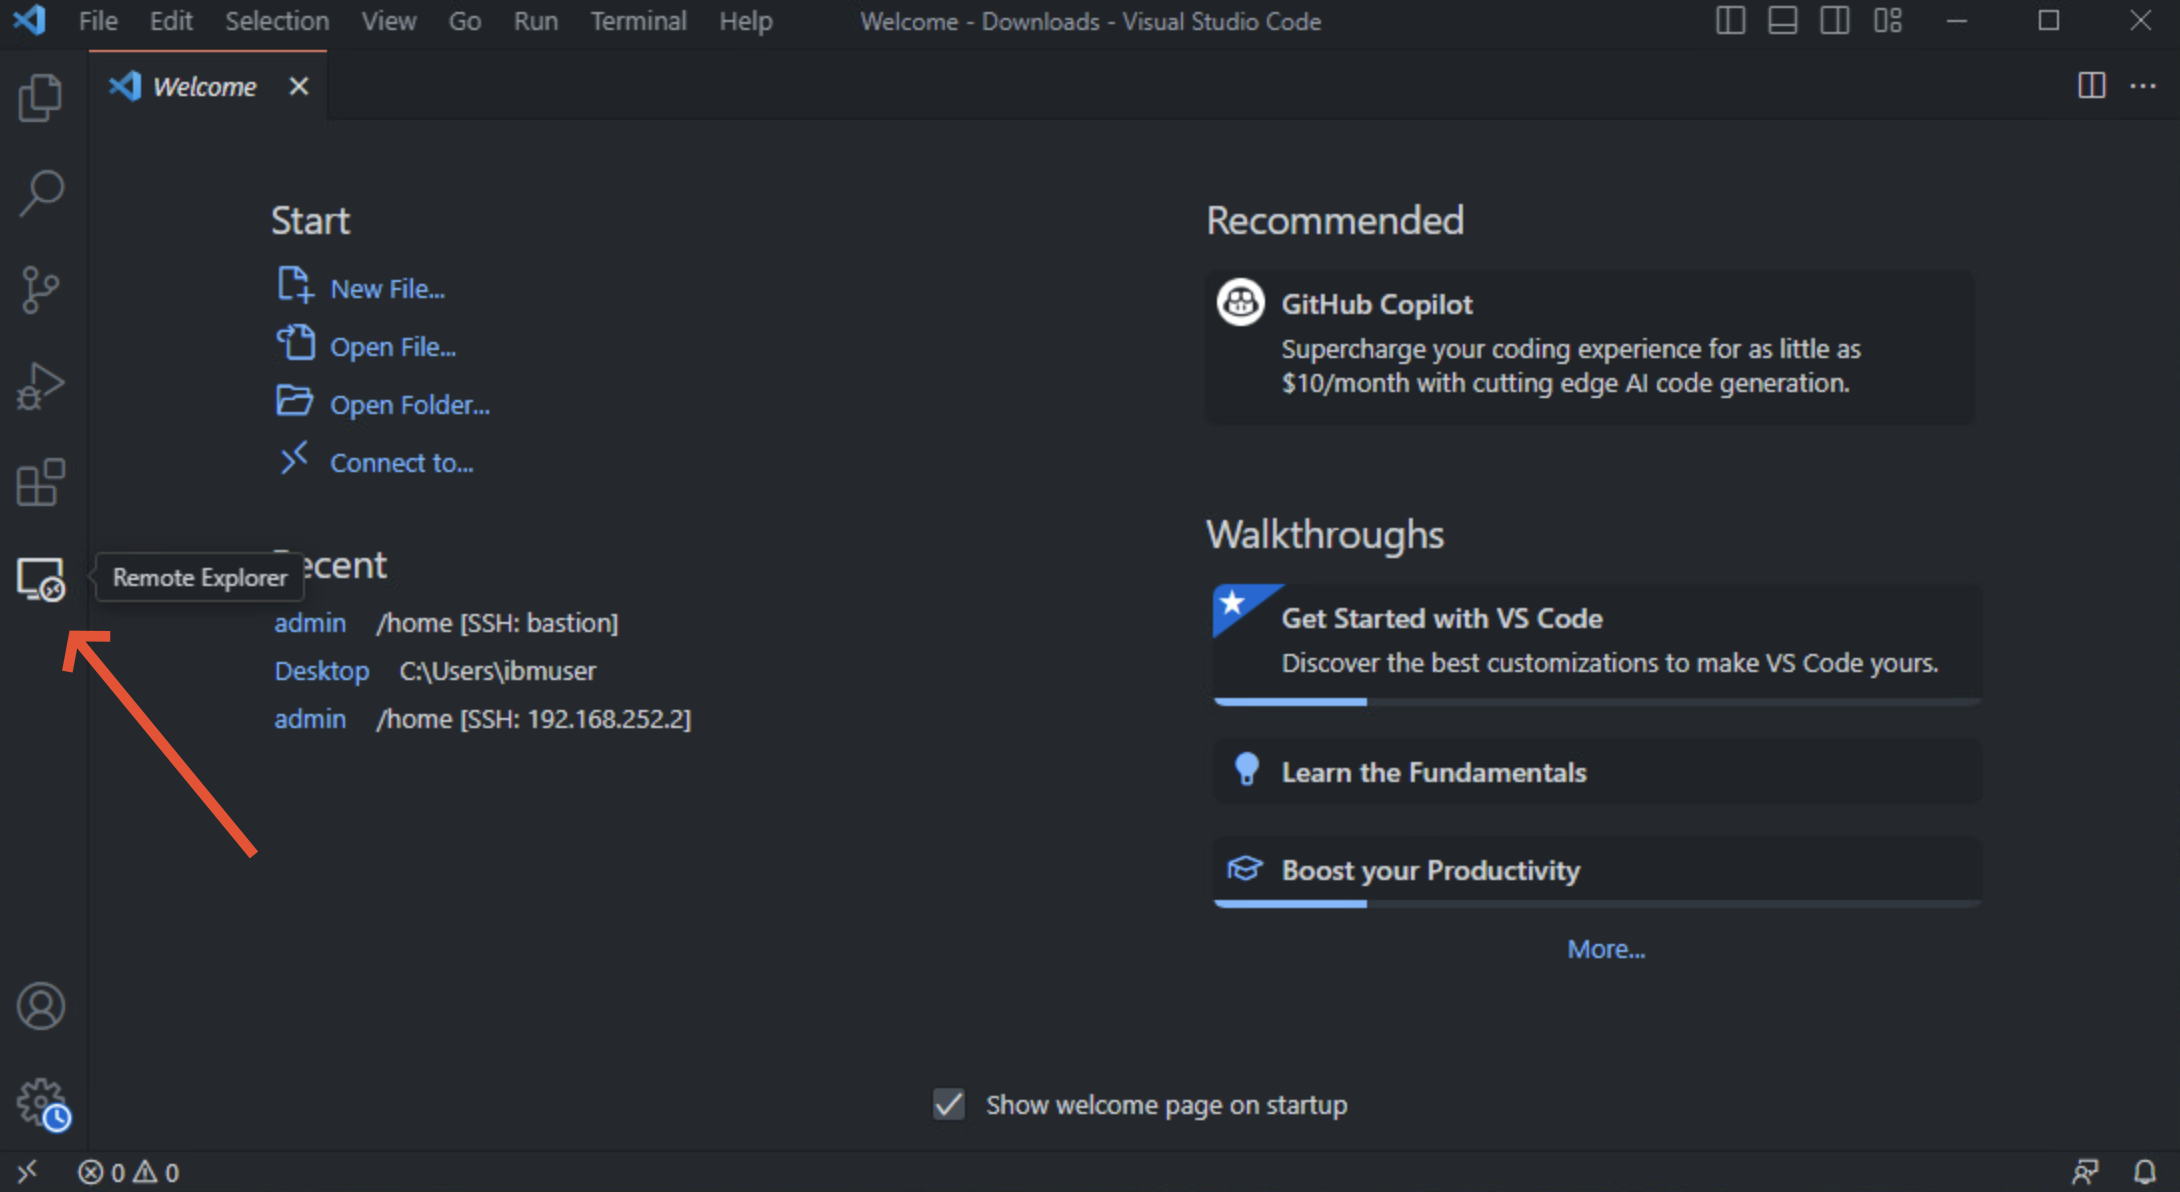 File Edit Selection View Go Run Terminal Help Welcome - Downloads - Visual Studio Code
Welcome
Start
New File...
Open File...
Open Folder...
Connect to...
Remote Explorer
admin /home [SSH: bastion]
Desktop C:\Users\ibmuser
admin /home [SSH: 192.168.252.2]
Recommended
GitHub Copilot
Supercharge your coding experience for as little as
$10/month with cutting edge AI code generation.
Walkthroughs
Get Started with VS Code
Discover the best customizations to make VS Code yours.
Learn the Fundamentals
Boost your Productivity
More...
Show welcome page on startup
0 0